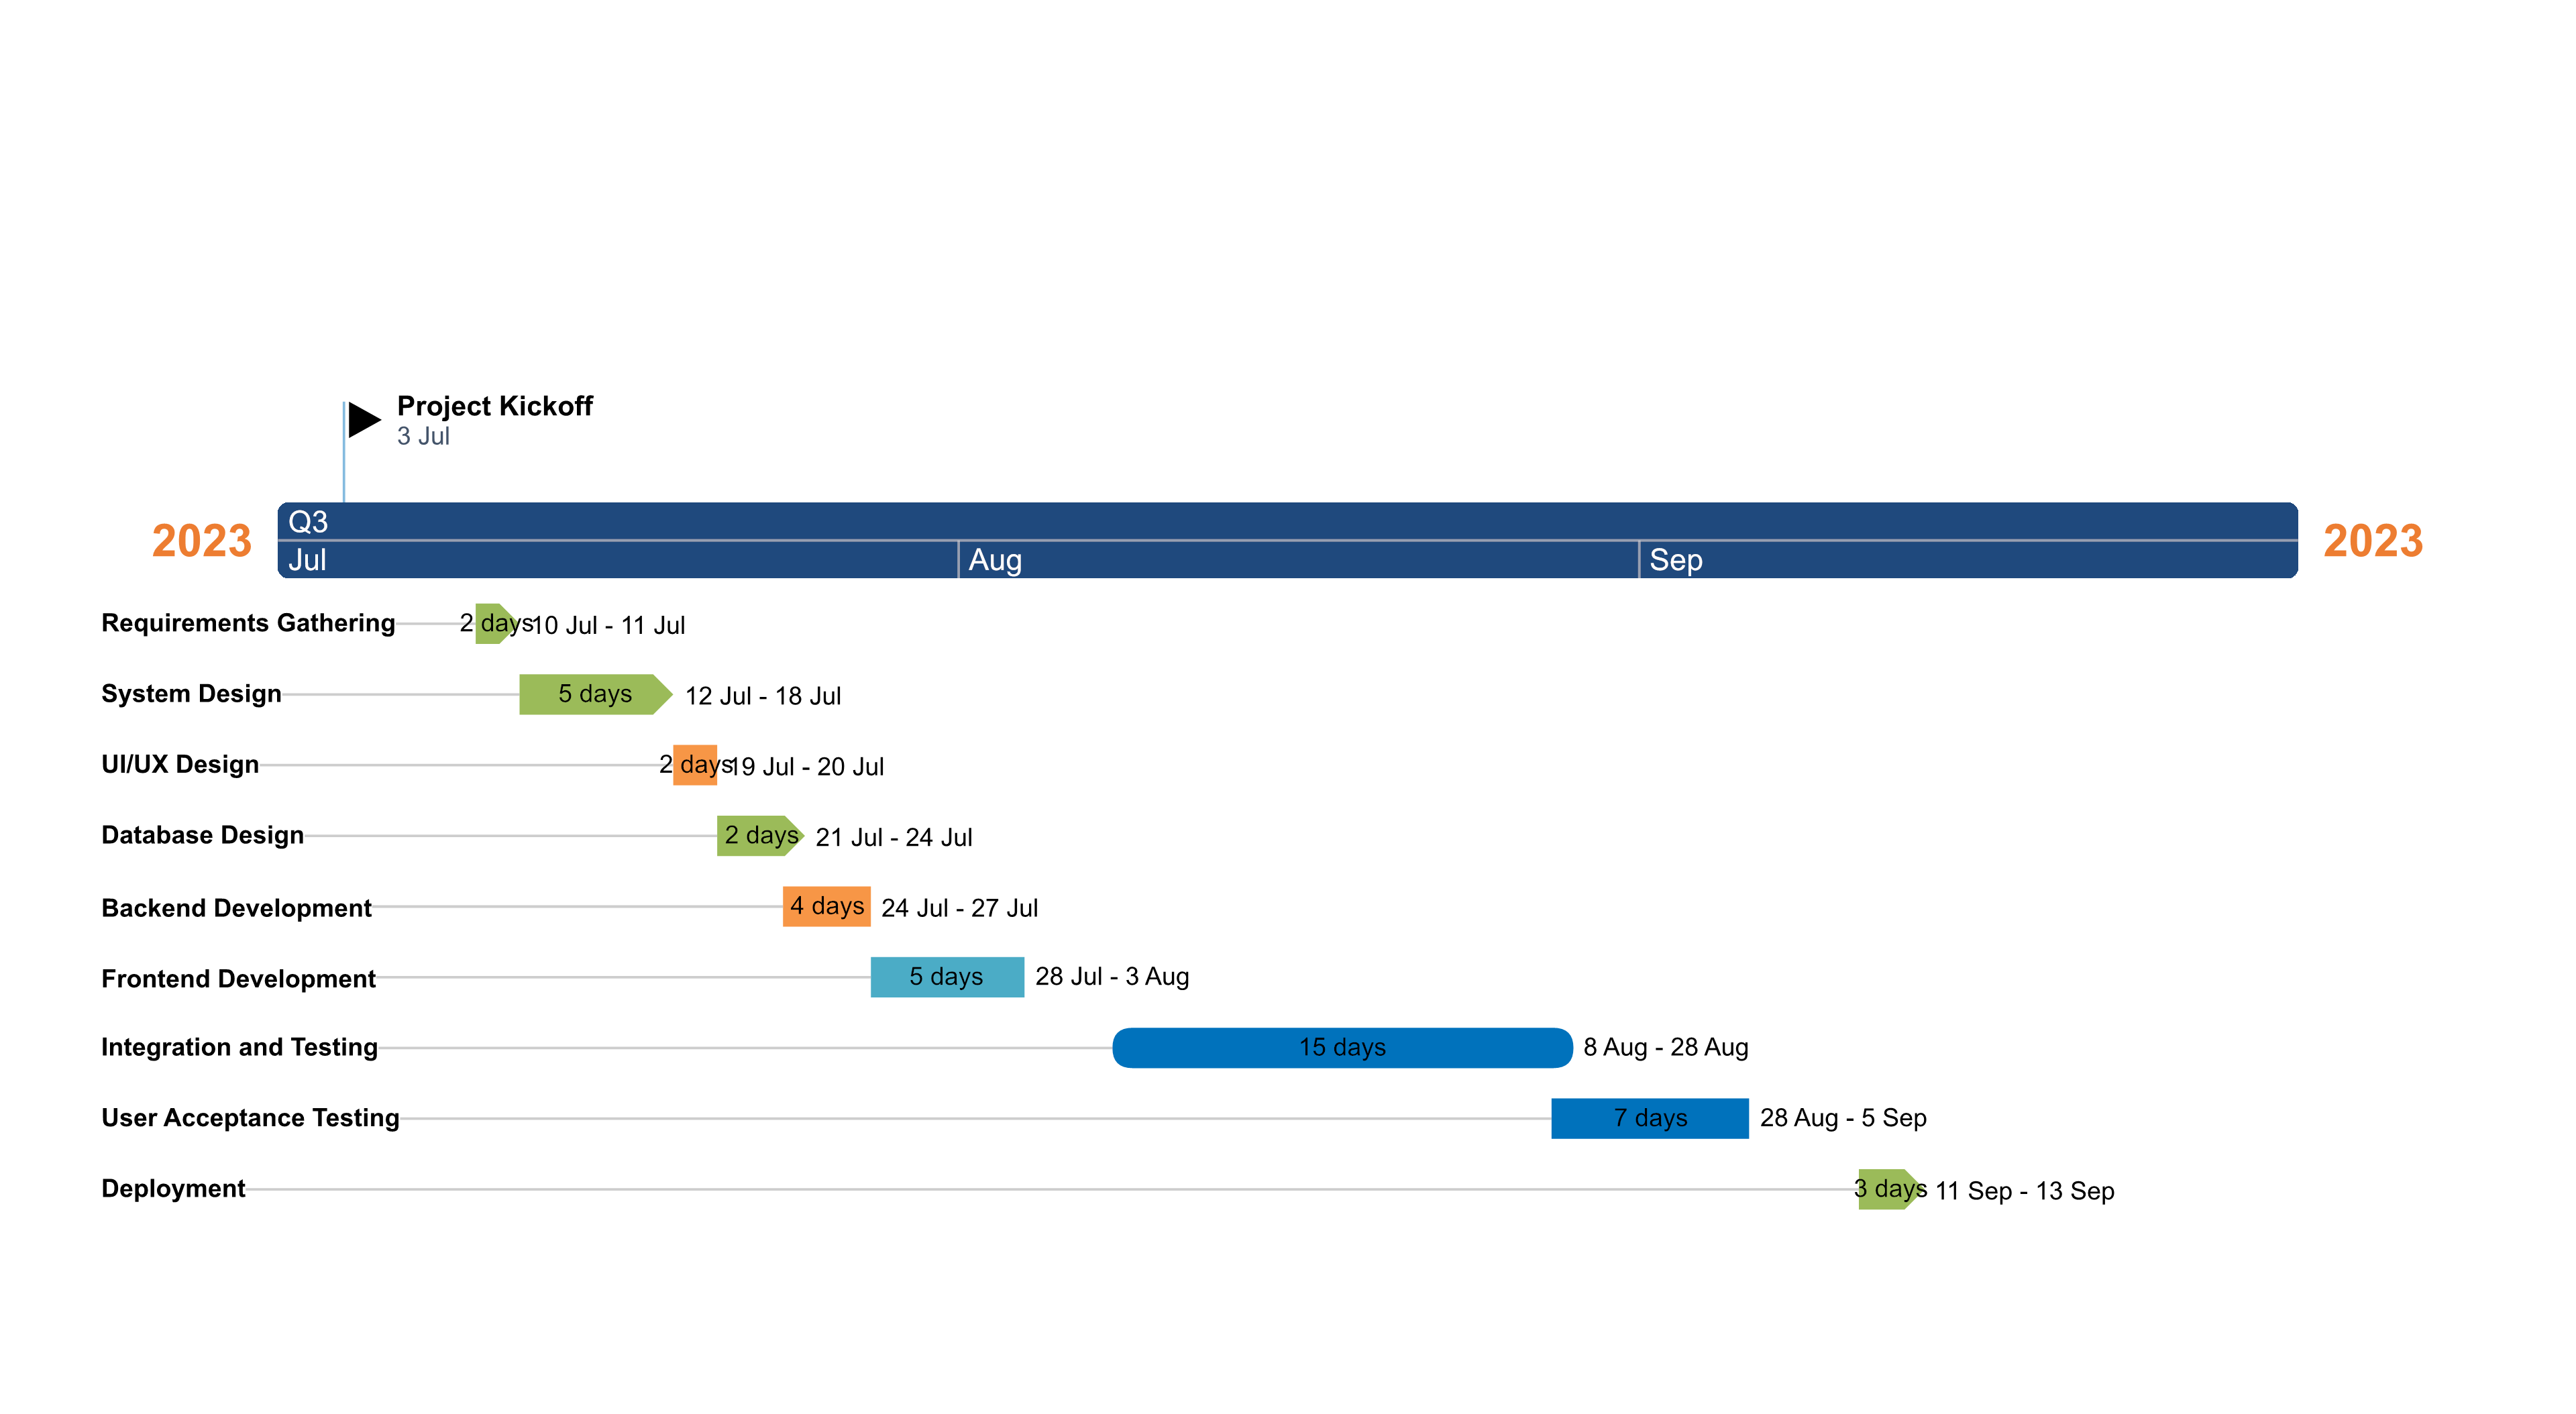 Project Kickoff
3 Jul
2023
Q3
2023
Jul Aug Sep
Requirements Gathering 2 days 10 Jul - 11 Jul
System Design 5 days 12 Jul - 18 Jul
UI/UX Design 2 days 19 Jul - 20 Jul
Database Design 2 days 21 Jul - 24 Jul
Backend Development 4 days 24 Jul - 27 Jul
Frontend Development 5 days 28 Jul - 3 Aug
Integration and Testing 15 days 8 Aug - 28 Aug
User Acceptance Testing 7 days 28 Aug - 5 Sep
Deployment 3 days 11 Sep - 13 Sep